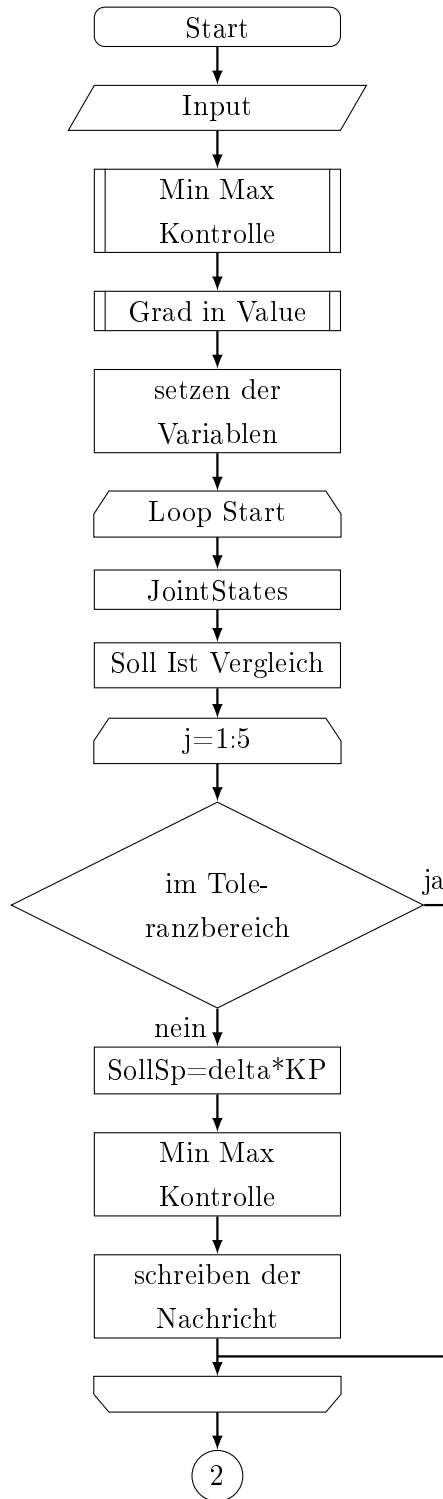 Start
Input
Min Max
Kontrolle
Grad in Value
setzen der
Variablen
Loop Start
JointStates
Soll Ist Vergleich
j=1:5
im Tole-
ranzbereich
ja
nein
SollSp=delta*KP
Min Max
Kontrolle
schreiben der
Nachricht
2